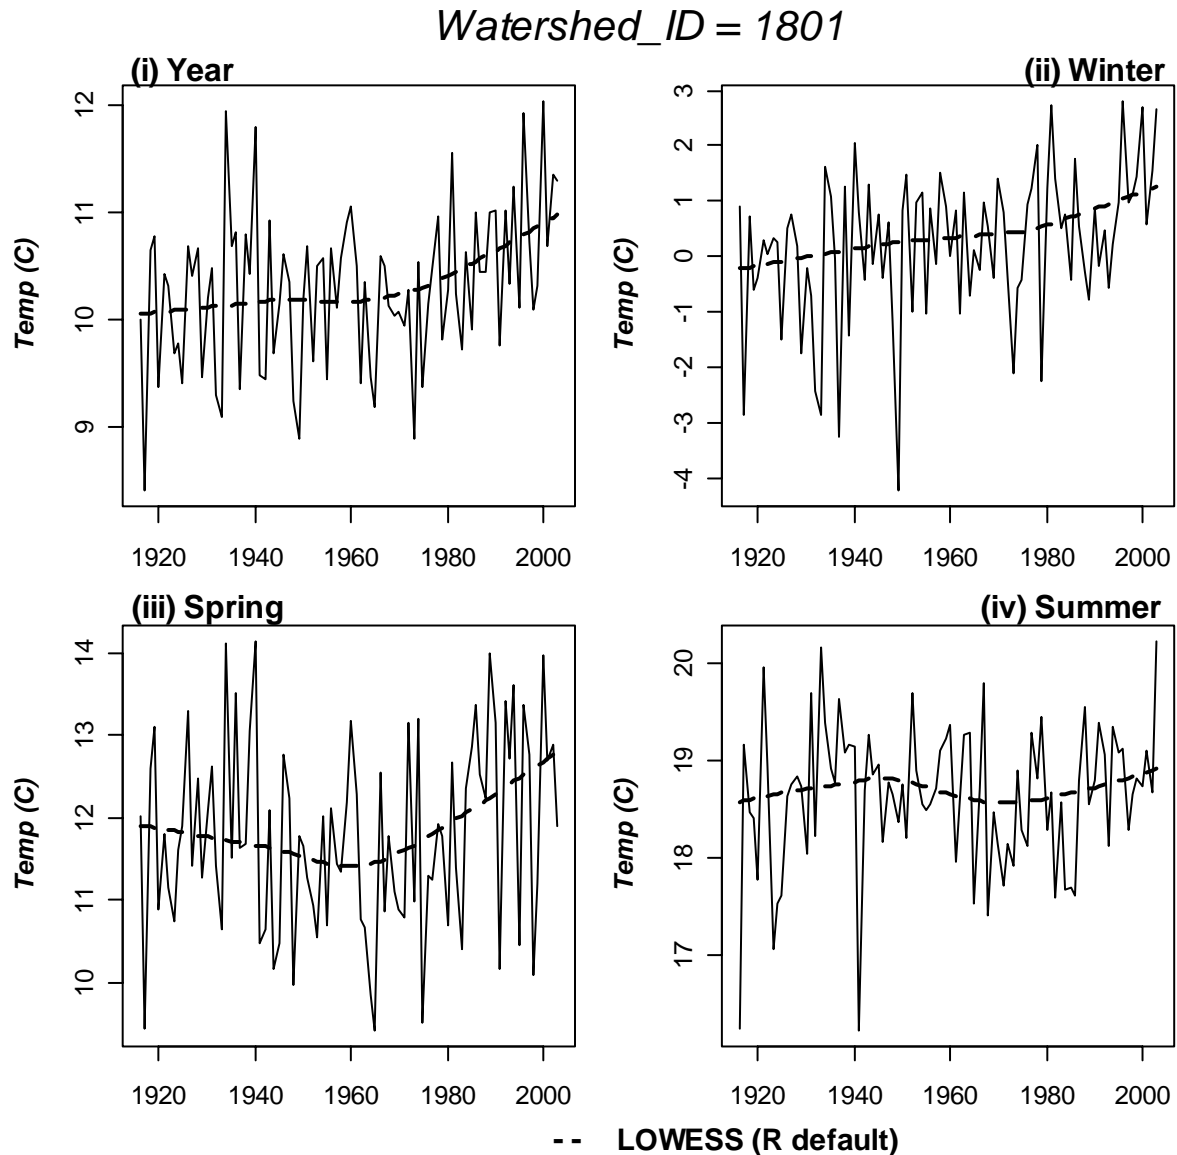 Watershed_ID = 1801
(i) Year
(ii) Winter
Temp (C)
12
11
10
9
1920 1940 1960 1980 2000
Temp (C)
3
2
1
0
-1
-2
-3
-4
1920 1940 1960 1980 2000
(iii) Spring
(iv) Summer
Temp (C)
14
13
12
11
10
1920 1940 1960 1980 2000
Temp (C)
20
19
18
17
1920 1940 1960 1980 2000
-- LOWESS (R default)